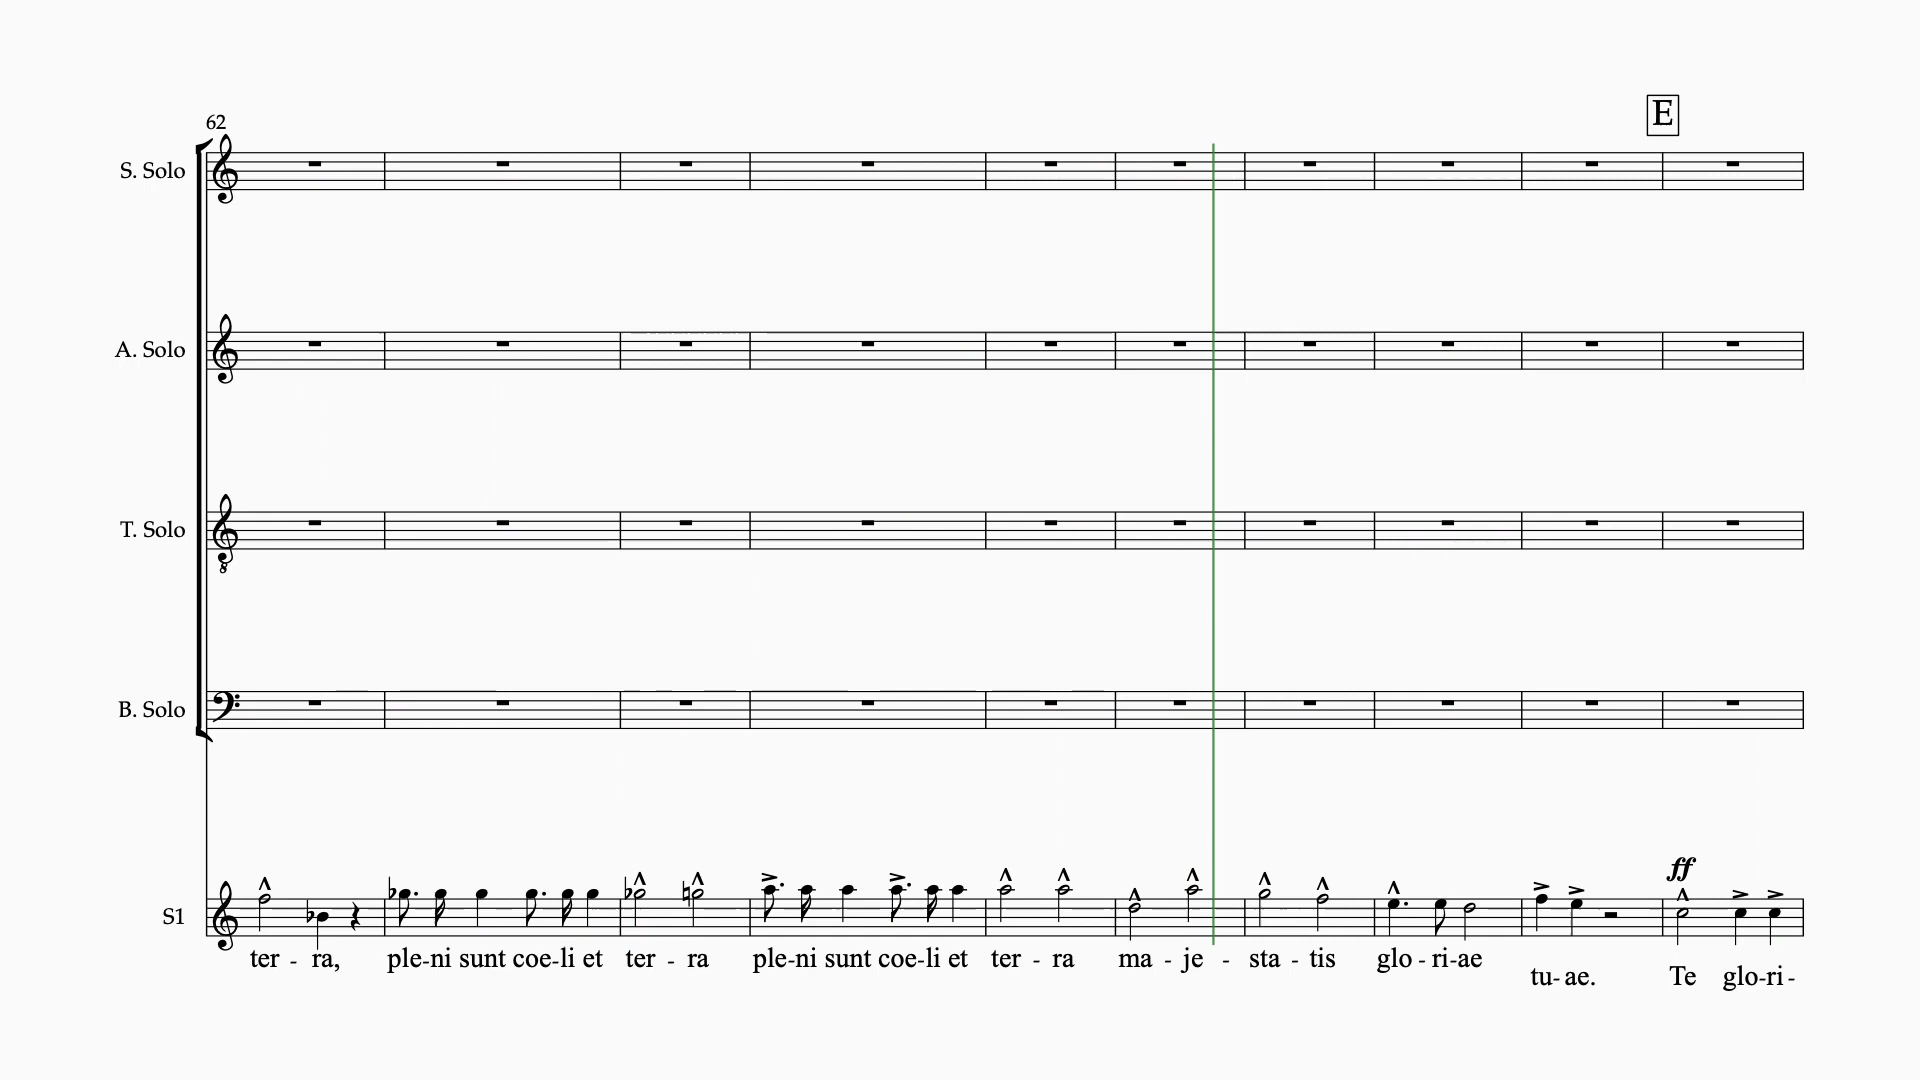 E
62
S. Solo
A. Solo
T. Solo
B. Solo
ff
S1
ter - ra, ple-ni sunt coe-li et ter - ra ple-ni sunt coe-li et ter - ra ma - je - sta - tis glo - ri-ae
tu- ae. Te glo-ri-